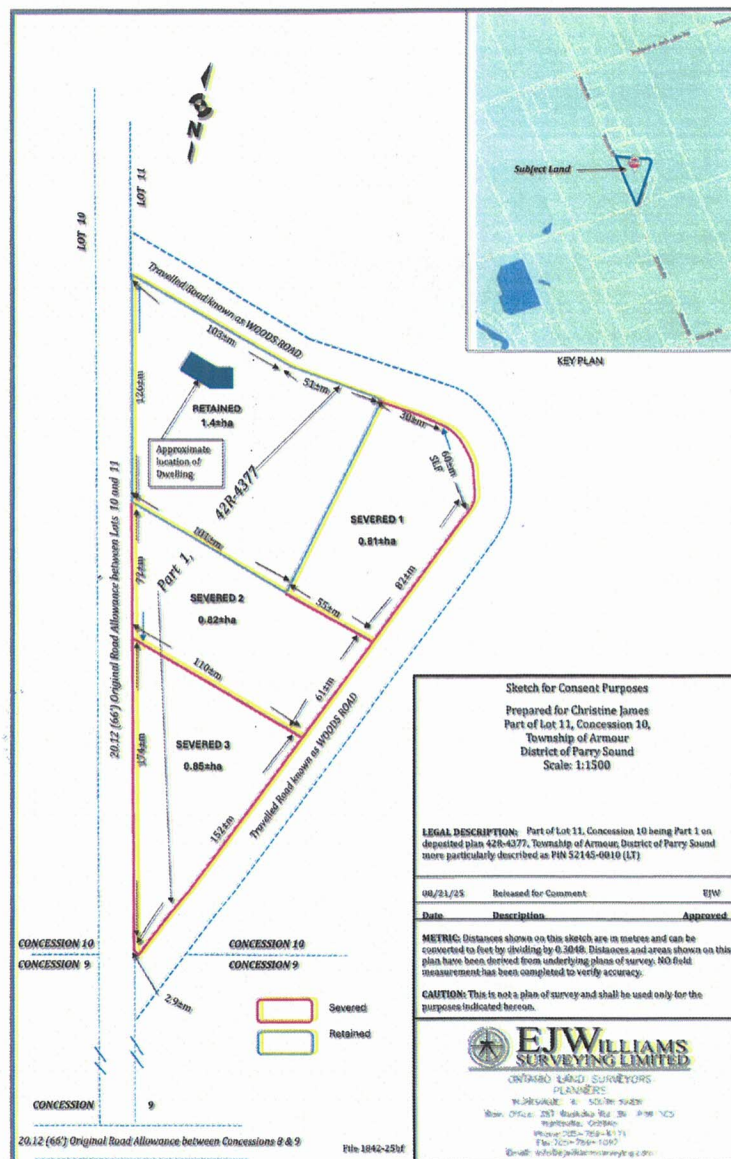 LOT 10
LOT 11
N
Subject Land
KEY PLAN
Travelled Road known as WOODS ROAD
103±m
51±m
126±m
RETAINED
1.4±ha
Approximate
location of
Dwelling
42R-4377
60±m
SLF
SEVERED 1
0.81±ha
20.12 (66') Original Road Allowance between Lots 10 and 11
101±m
Part 1,
55±m
82±m
72±m
SEVERED 2
0.82±ha
110±m
61±m
SEVERED 3
0.85±ha
174±m
152±m
Travelled Road known as WOODS ROAD
CONCESSION 10
CONCESSION 10
CONCESSION 9
CONCESSION 9
2.9±m
Severed
Retained
CONCESSION 9
20.12 (66') Original Road Allowance between Concessions 8 & 9
Sketch for Consent Purposes
Prepared for Christine James
Part of Lot 11, Concession 10,
Township of Armour
District of Parry Sound
Scale: 1:1500
LEGAL DESCRIPTION: Part of Lot 11, Concession 10 being Part 1 on
deposited plan 42R-4377, Township of Armour, District of Parry Sound
more particularly described as PIN 52145-0010 (LT)
08/21/25 Released for Comment EJW
Date Description Approved
METRIC: Distances shown on this sketch are in metres and can be
converted to feet by dividing by 0.3048. Distances and areas shown on this
plan have been derived from underlying plans of survey. NO field
measurement has been completed to verify accuracy.
CAUTION: This is not a plan of survey and shall be used only for the
purposes indicated hereon.
EJWILLIAMS
SURVEYING LIMITED
ONTARIO LAND SURVEYORS
PLANNERS